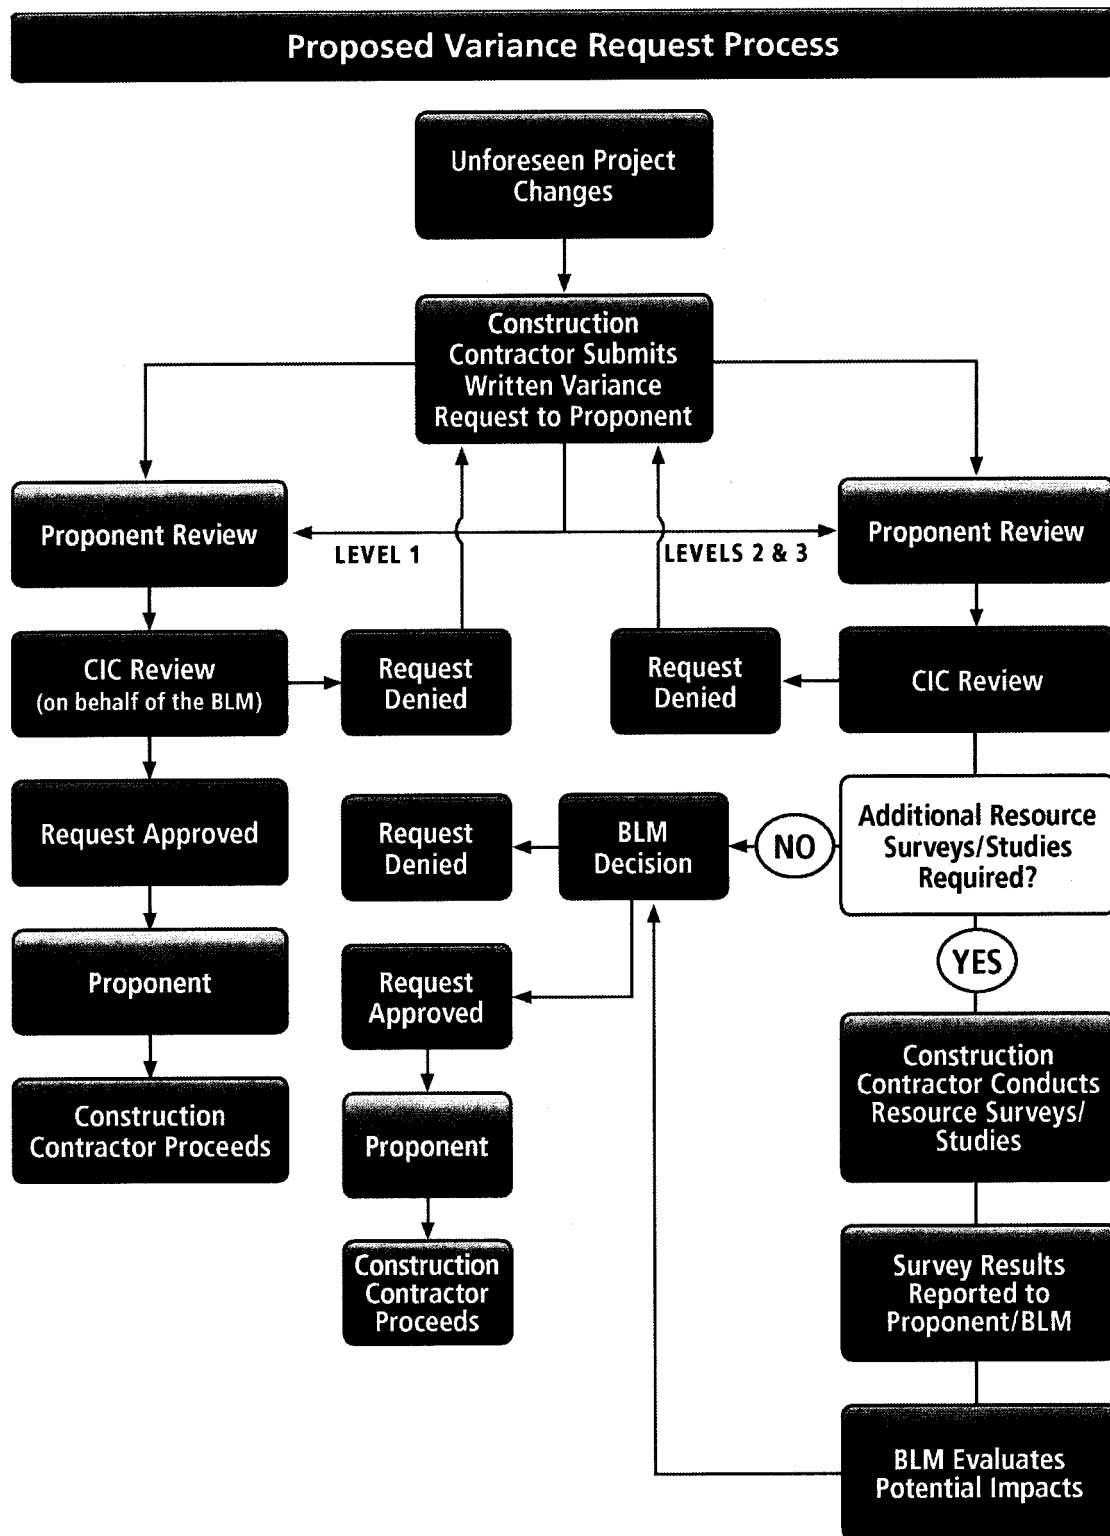 Proposed Variance Request Process
Unforeseen Project
Changes
Construction
Contractor Submits
Written Variance
Request to Proponent
Proponent Review
LEVEL 1
LEVELS 2 & 3
Proponent Review
CIC Review
(on behalf of the BLM)
Request
Denied
Request
Denied
CIC Review
Request Approved
Request
Denied
BLM
Decision
NO
Additional Resource
Surveys/Studies
Required?
YES
Proponent
Request
Approved
Construction
Contractor Conducts
Resource Surveys/
Studies
Construction
Contractor Proceeds
Proponent
Construction
Contractor
Proceeds
Survey Results
Reported to
Proponent/BLM
BLM Evaluates
Potential Impacts